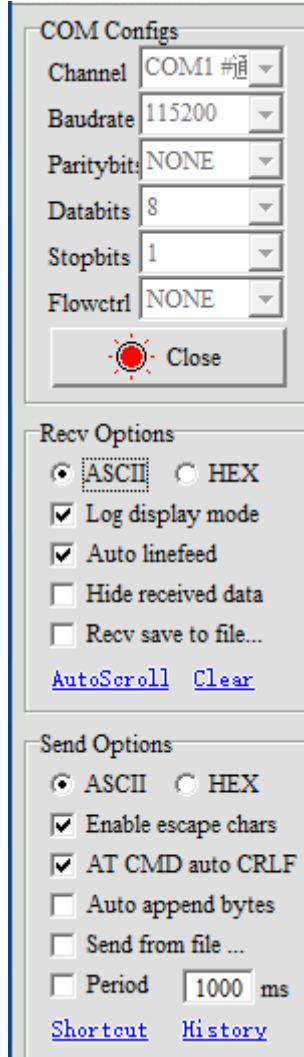 COM Configs
Channel COM1 #通
Baudrate 115200
Paritybits NONE
Databits 8
Stopbits 1
Flowctrl NONE
Close
Recv Options
ASCII HEX
Log display mode
Auto linefeed
Hide received data
Recv save to file...
AutoScroll Clear
Send Options
ASCII HEX
Enable escape chars
AT CMD auto CRLF
Auto append bytes
Send from file ...
Period 1000 ms
Shortcut History